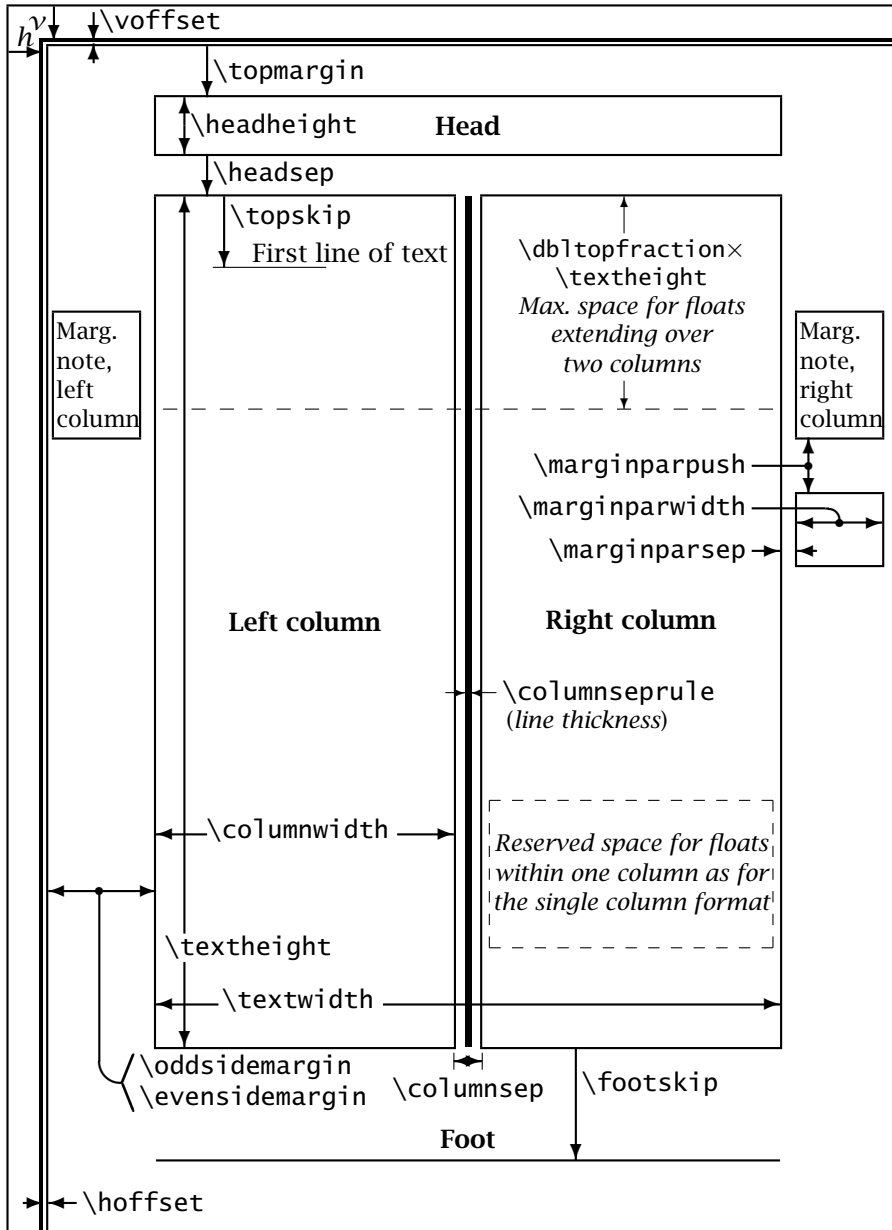 \voffset
v
h
\topmargin
\headheight
Head
\headsep
\topskip
First line of text
\dbltopfraction×
\textheight
Max. space for floats
extending over
two columns
Marg.
note,
left
column
Marg.
note,
right
column
\marginparpush
\marginparwidth
\marginparsep
Left column
Right column
\columnseprule
(line thickness)
\columnwidth
Reserved space for floats
within one column as for
the single column format
\textheight
\textwidth
\oddsidemargin
\evensidemargin
\columnsep
\footskip
Foot
\hoffset